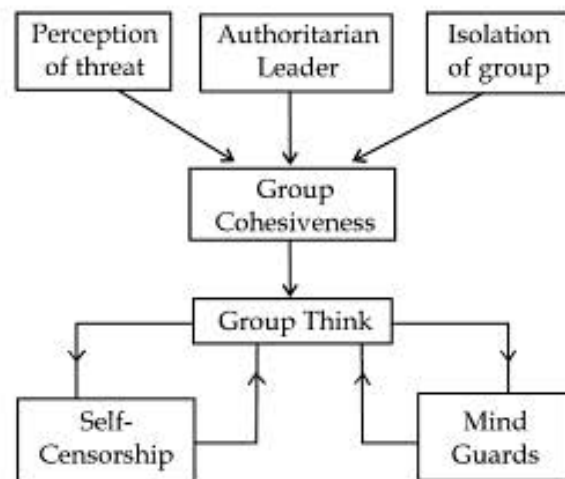 Perception
of threat
Authoritarian
Leader
Isolation
of group
Group
Cohesiveness
Group Think
Self-
Censorship
Mind
Guards